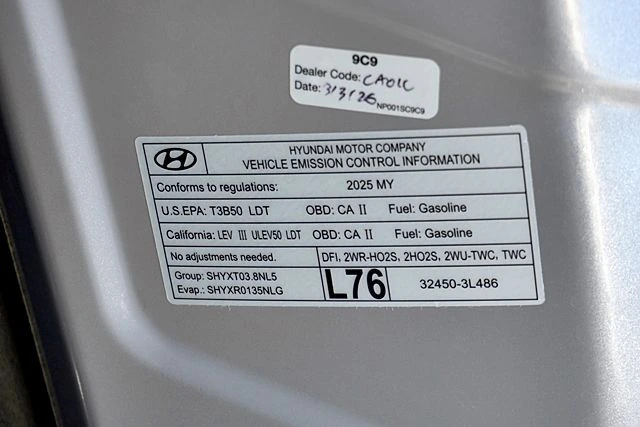 9C9
Dealer Code: CA01C
Date: 3/3/26
NP001SC9C9
HYUNDAI MOTOR COMPANY
VEHICLE EMISSION CONTROL INFORMATION
Conforms to regulations: 2025 MY
U.S.EPA: T3B50 LDT OBD: CA II Fuel: Gasoline
California: LEV III ULEV50 LDT OBD: CA II Fuel: Gasoline
No adjustments needed. DFI, 2WR-HO2S, 2HO2S, 2WU-TWC, TWC
Group: SHYXT03.8NL5
Evap.: SHYXR0135NLG
L76
32450-3L486